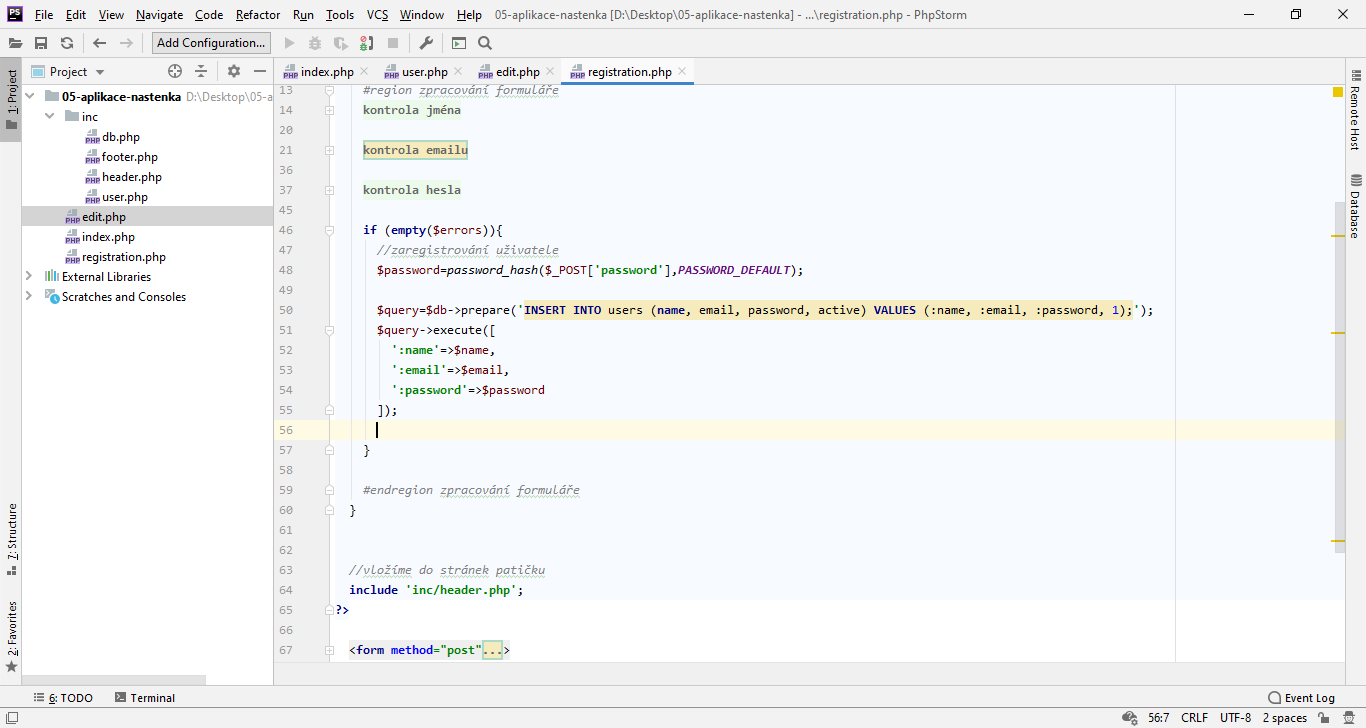 PS File Edit View Navigate Code Refactor Run Tools VCS Window Help 05-aplikace-nastenka [D:\Desktop\05-aplikace-nastenka] - ...\registration.php - PhpStorm
Add Configuration...
1: Project
Project
index.php
user.php
edit.php
registration.php
05-aplikace-nastenka D:\Desktop\05-a
inc
db.php
footer.php
header.php
user.php
edit.php
index.php
registration.php
External Libraries
Scratches and Consoles
13 #region zpracování formuláře
14 kontrola jména
20
21 kontrola emailu
36
37 kontrola hesla
45
46 if (empty($errors)){
47 //zaregistrování uživatele
48 $password=password_hash($_POST['password'],PASSWORD_DEFAULT);
49
50 $query=$db->prepare('INSERT INTO users (name, email, password, active) VALUES (:name, :email, :password, 1);');
51 $query->execute([
52 ':name'=>$name,
53 ':email'=>$email,
54 ':password'=>$password
55 ]);
56
57 }
58
59 #endregion zpracování formuláře
60 }
61
62
63 //vložíme do stránek patičku
64 include 'inc/header.php';
65 ?>
66
67 <form method="post"...>
Remote Host
Database
7: Structure
2: Favorites
6: TODO
Terminal
Event Log
56:7 CRLF UTF-8 2 spaces